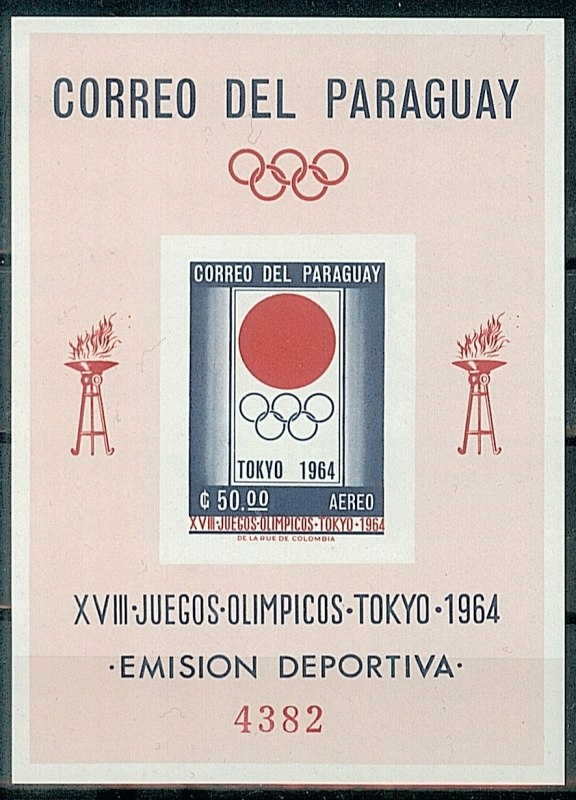 CORREO DEL PARAGUAY
CORREO DEL PARAGUAY
TOKYO 1964
₲ 50.00 AEREO
XVIII·JUEGOS·OLIMPICOS·TOKYO·1964
DE LA RUE DE COLOMBIA
XVIII·JUEGOS·OLIMPICOS·TOKYO·1964
·EMISION DEPORTIVA·
4382